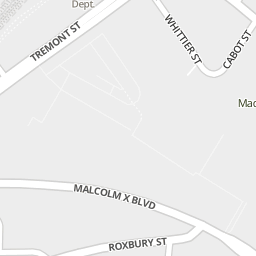 Dept.
TREMONT ST
WHITTIER ST
CABOT ST
Mac
MALCOLM X BLVD
ROXBURY ST